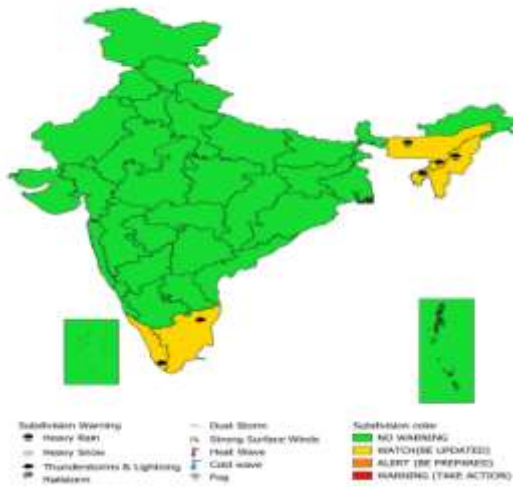 Subdivision Warning
Heavy Rain
Heavy Snow
Thunderstorms & Lightning
Hailstorm
Dust Storm
Strong Surface Winds
Heat Wave
Cold wave
Fog
Subdivision color
NO WARNING
WATCH(BE UPDATED)
ALERT (BE PREPARED)
WARNING (TAKE ACTION)